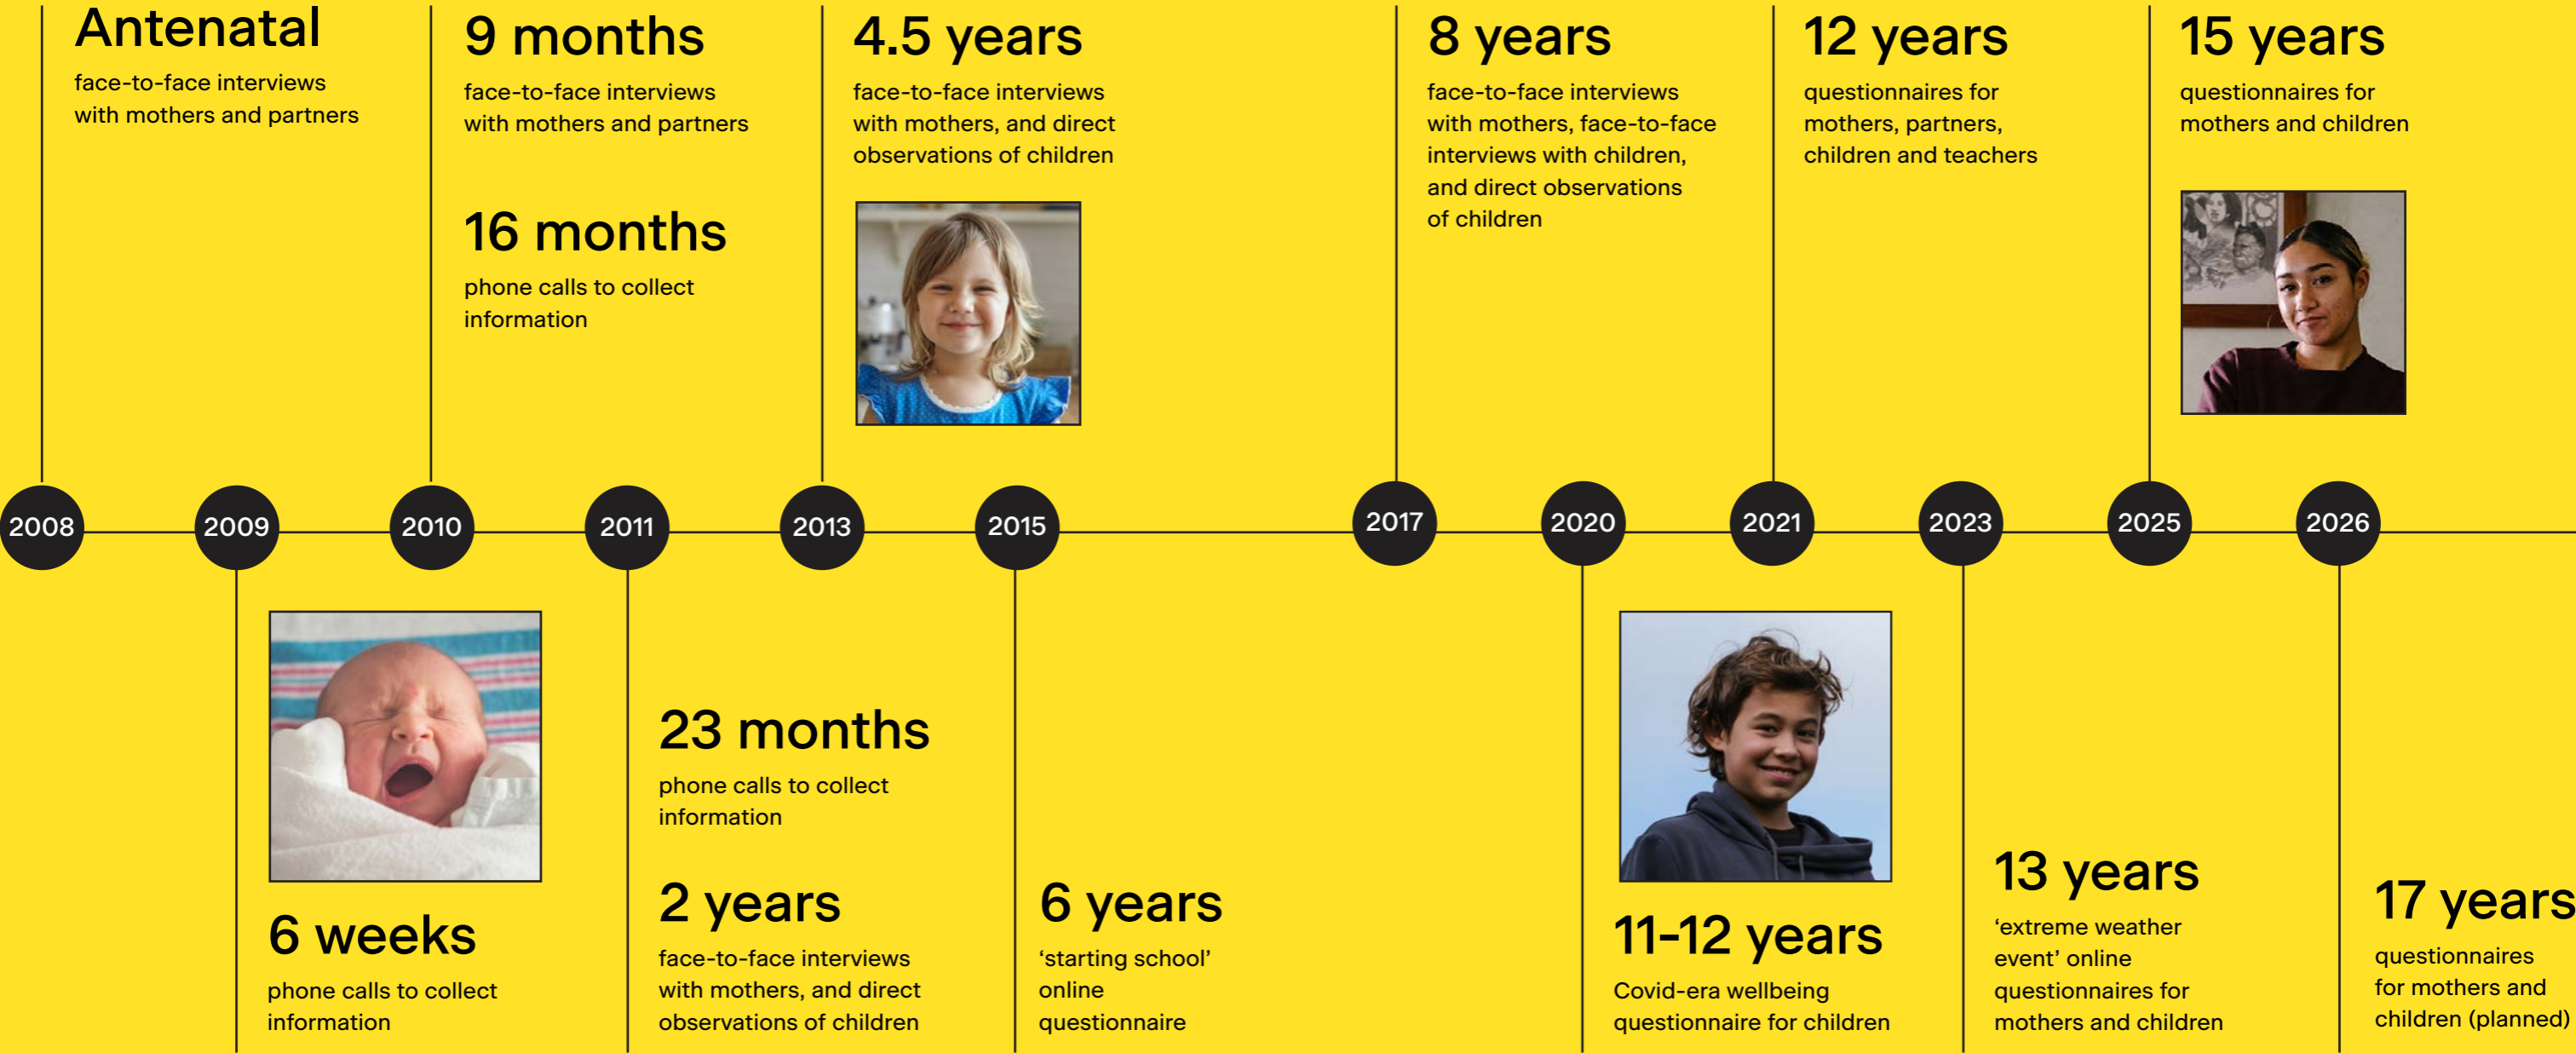 Antenatal
face-to-face interviews
with mothers and partners
9 months
face-to-face interviews
with mothers and partners
16 months
phone calls to collect
information
4.5 years
face-to-face interviews
with mothers, and direct
observations of children
8 years
face-to-face interviews
with mothers, face-to-face
interviews with children,
and direct observations
of children
12 years
questionnaires for
mothers, partners,
children and teachers
15 years
questionnaires for
mothers and children
2008
2009
2010
2011
2013
2015
2017
2020
2021
2023
2025
2026
6 weeks
phone calls to collect
information
23 months
phone calls to collect
information
2 years
face-to-face interviews
with mothers, and direct
observations of children
6 years
‘starting school’
online
questionnaire
11-12 years
Covid-era wellbeing
questionnaire for children
13 years
‘extreme weather
event’ online
questionnaires for
mothers and children
17 years
questionnaires
for mothers and
children (planned)